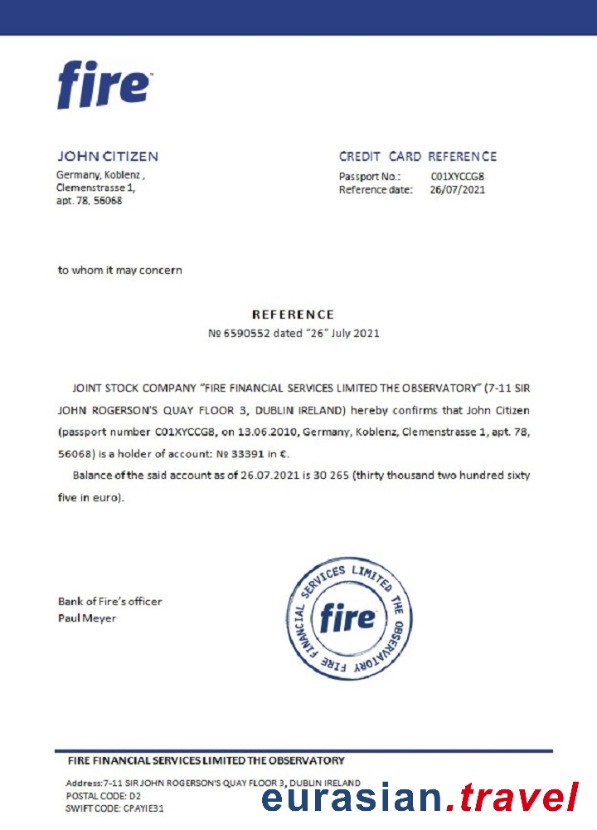 fire
JOHN CITIZEN
CREDIT CARD REFERENCE
Germany, Koblenz ,
Clemenstrasse 1,
apt. 78, 56068
Passport No.: C01XYCCG8
Reference date: 26/07/2021
to whom it may concern
REFERENCE
№ 6590552 dated "26" July 2021
JOINT STOCK COMPANY "FIRE FINANCIAL SERVICES LIMITED THE OBSERVATORY" (7-11 SIR
JOHN ROGERSON'S QUAY FLOOR 3, DUBLIN IRELAND) hereby confirms that John Citizen
(passport number C01XYCCG8, on 13.06.2010, Germany, Koblenz, Clemenstrasse 1, apt. 78,
56068) is a holder of account: № 33391 in €.
Balance of the said account as of 26.07.2021 is 30 265 (thirty thousand two hundred sixty
five in euro).
Bank of Fire's officer
Paul Meyer
FIRE FINANCIAL SERVICES LIMITED THE OBSERVATORY
fire
FIRE FINANCIAL SERVICES LIMITED THE OBSERVATORY
Address:7-11 SIR JOHN ROGERSON'S QUAY FLOOR 3, DUBLIN IRELAND
POSTAL CODE: D2
SWIFT CODE: CPAYIE31
eurasian.travel